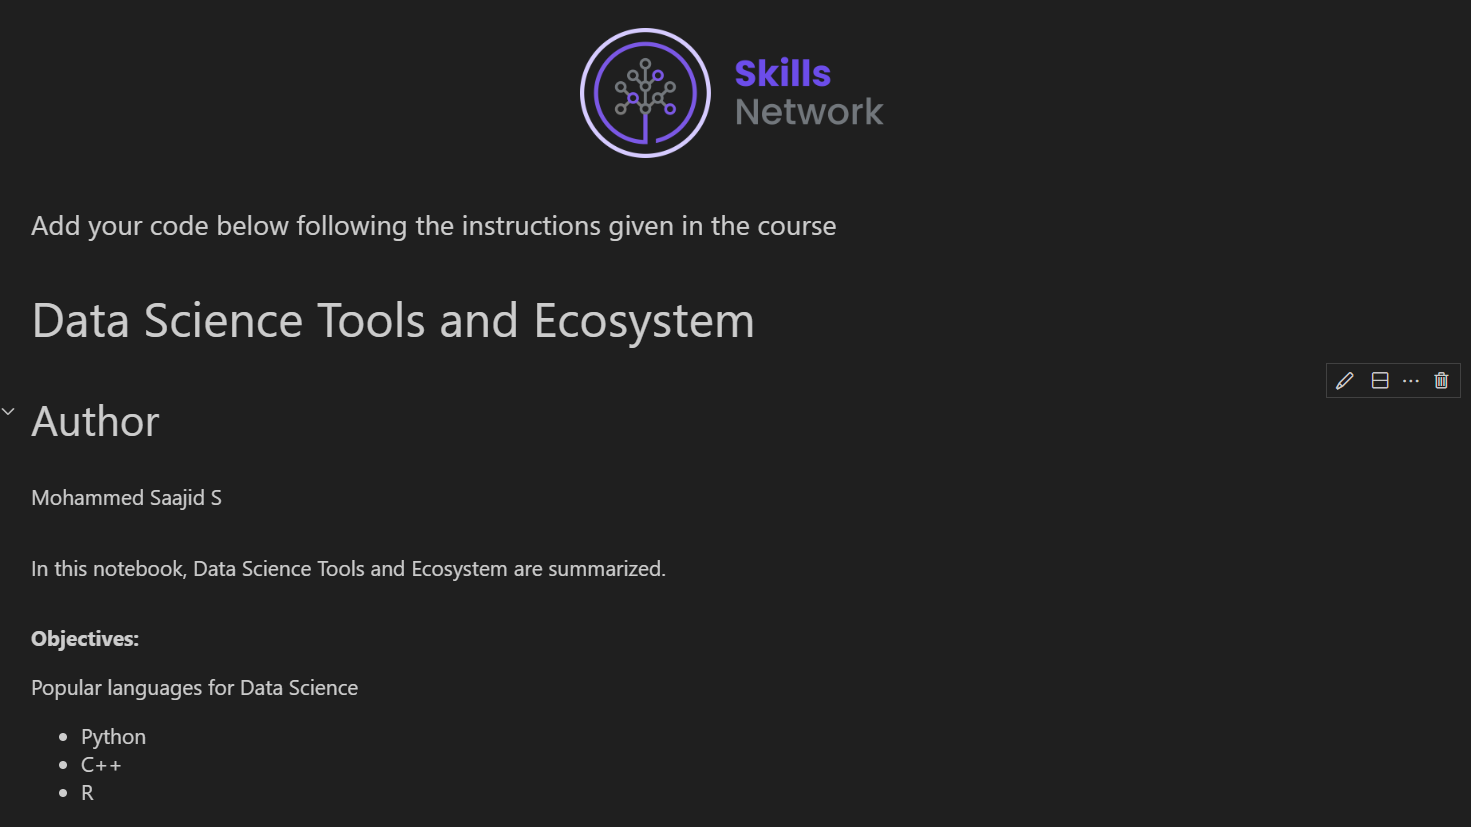 Skills
Network
Add your code below following the instructions given in the course
Data Science Tools and Ecosystem
Author
Mohammed Saajid S
In this notebook, Data Science Tools and Ecosystem are summarized.
Objectives:
Popular languages for Data Science
Python
C++
R